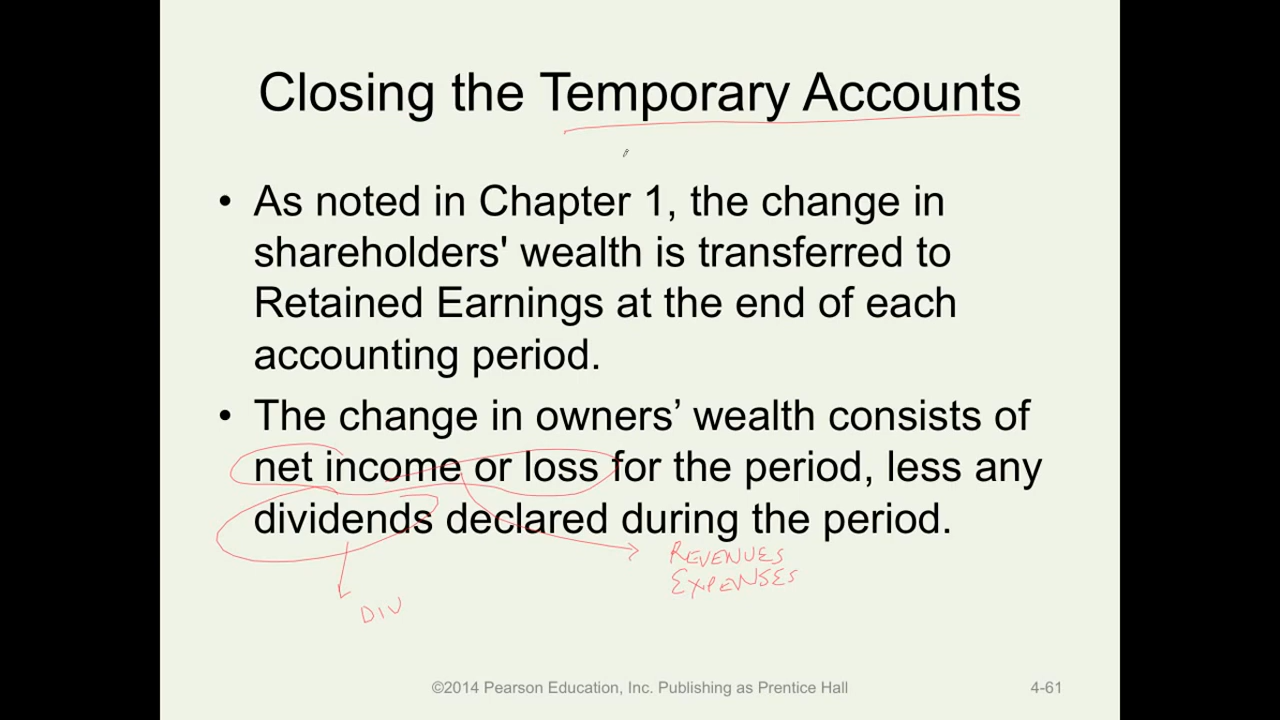 Closing the Temporary Accounts
• As noted in Chapter 1, the change in
shareholders' wealth is transferred to
Retained Earnings at the end of each
accounting period.
• The change in owners’ wealth consists of
net income or loss for the period, less any
dividends declared during the period.
REVENUES
EXPENSES
DIV
©2014 Pearson Education, Inc. Publishing as Prentice Hall
4-61